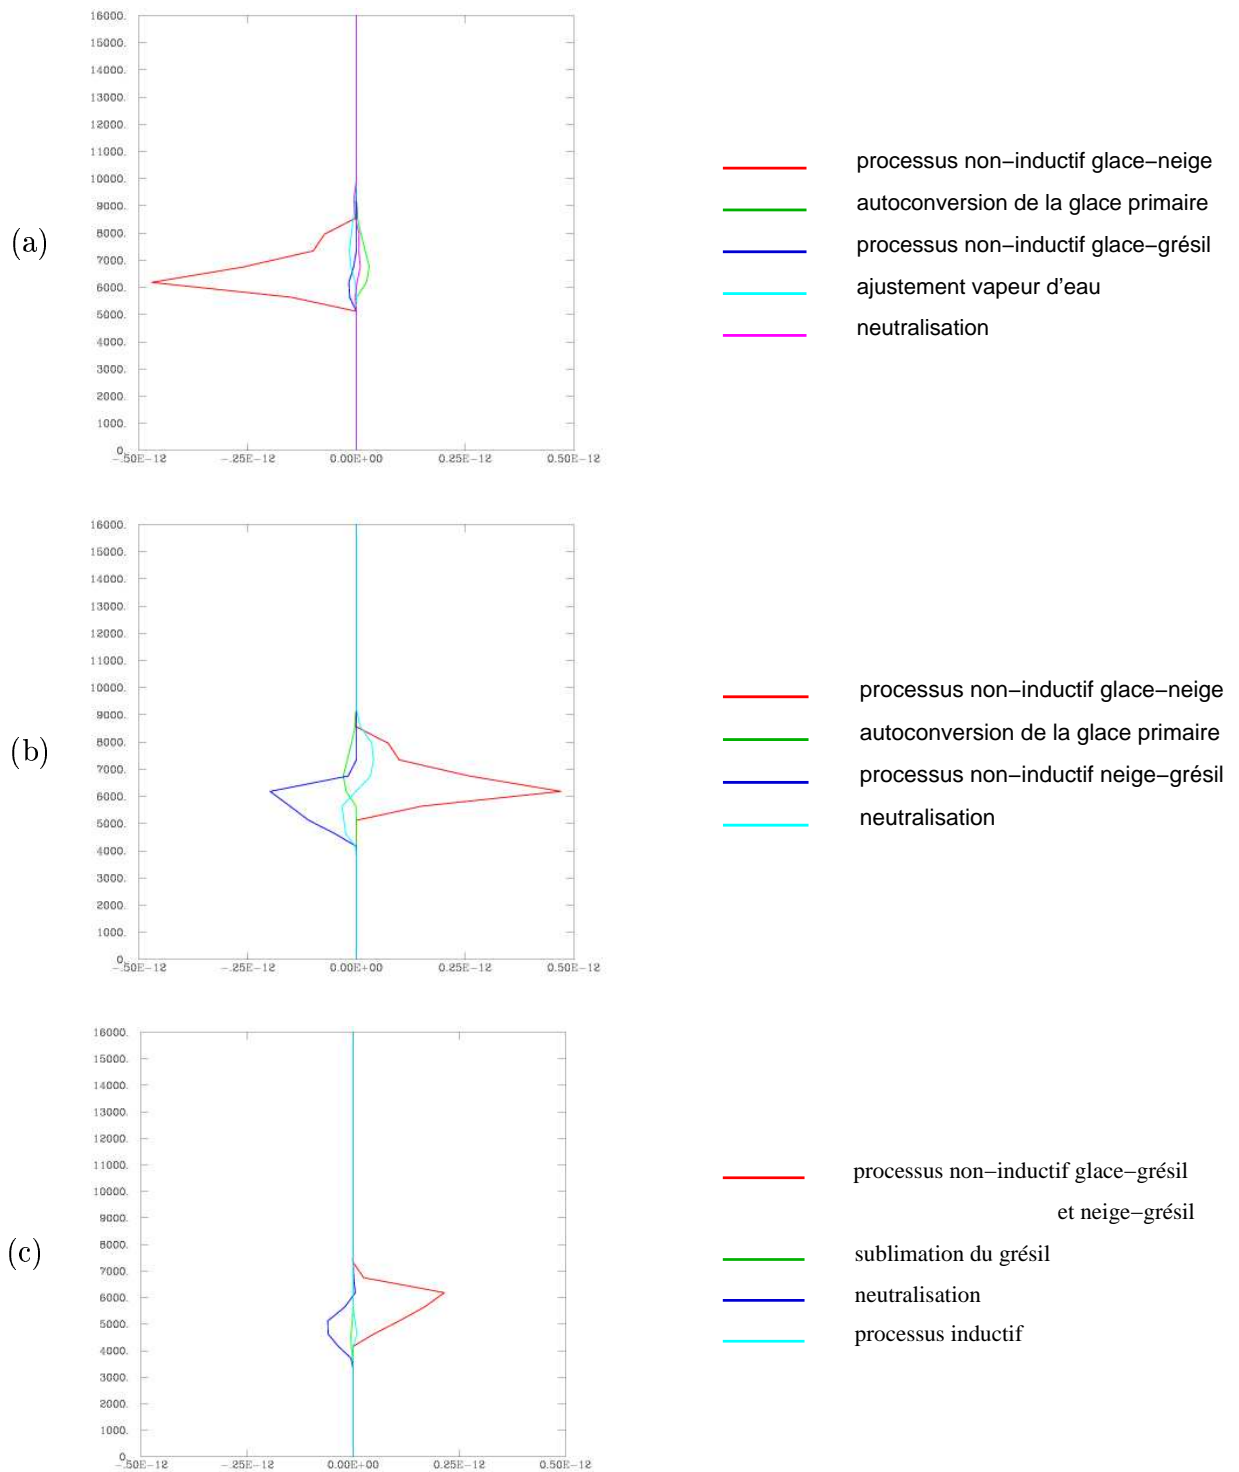 16000.
15000.
14000.
13000.
12000.
11000.
10000.
9000.
8000.
7000.
6000.
5000.
4000.
3000.
2000.
1000.
0.
-.50E-12 -.25E-12 0.00E+00 0.25E-12 0.50E-12
(a)
processus non-inductif glace-neige
autoconversion de la glace primaire
processus non-inductif glace-grésil
ajustement vapeur d'eau
neutralisation
16000.
15000.
14000.
13000.
12000.
11000.
10000.
9000.
8000.
7000.
6000.
5000.
4000.
3000.
2000.
1000.
0.
-.50E-12 -.25E-12 0.00E+00 0.25E-12 0.50E-12
(b)
processus non-inductif glace-neige
autoconversion de la glace primaire
processus non-inductif neige-grésil
neutralisation
16000.
15000.
14000.
13000.
12000.
11000.
10000.
9000.
8000.
7000.
6000.
5000.
4000.
3000.
2000.
1000.
0.
-.50E-12 -.25E-12 0.00E+00 0.25E-12 0.50E-12
(c)
processus non-inductif glace-grésil
et neige-grésil
sublimation du grésil
neutralisation
processus inductif